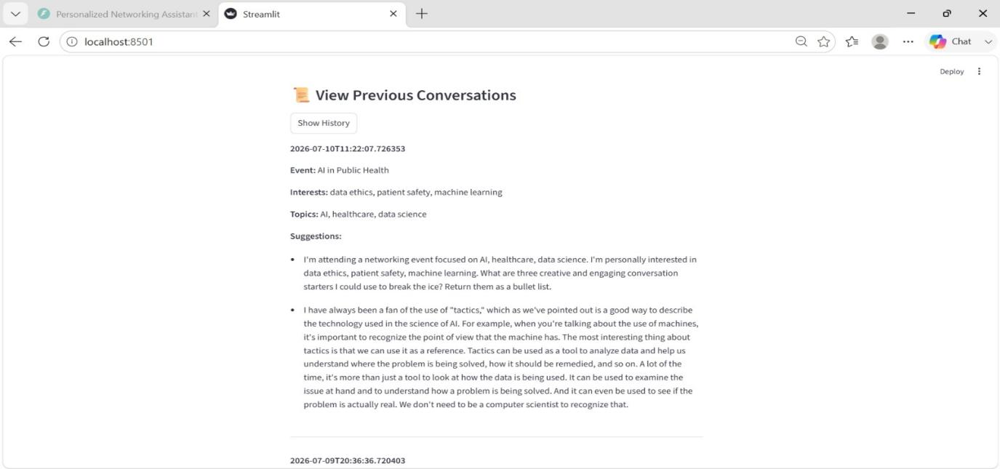 Personalized Networking Assistant
Streamlit
localhost:8501
Chat
Deploy
📜 View Previous Conversations
Show History
2026-07-10T11:22:07.726353
Event: AI in Public Health
Interests: data ethics, patient safety, machine learning
Topics: AI, healthcare, data science
Suggestions:
• I'm attending a networking event focused on AI, healthcare, data science. I'm personally interested in
data ethics, patient safety, machine learning. What are three creative and engaging conversation
starters I could use to break the ice? Return them as a bullet list.
• I have always been a fan of the use of "tactics," which as we've pointed out is a good way to describe
the technology used in the science of AI. For example, when you're talking about the use of machines,
it's important to recognize the point of view that the machine has. The most interesting thing about
tactics is that we can use it as a reference. Tactics can be used as a tool to analyze data and help us
understand where the problem is being solved, how it should be remedied, and so on. A lot of the
time, it's more than just a tool to look at how the data is being used. It can be used to examine the
issue at hand and to understand how a problem is being solved. And it can even be used to see if the
problem is actually real. We don't need to be a computer scientist to recognize that.
2026-07-09T20:36:36.720403